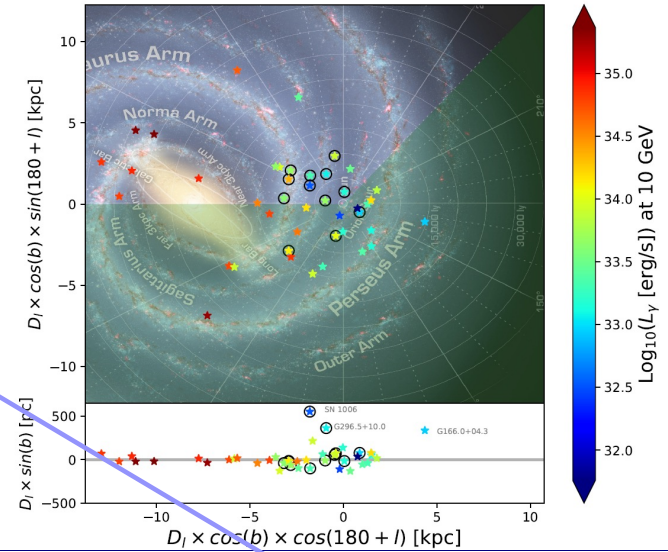 10
5
0
−5
−10
D_l × cos(b) × sin(180 + l) [kpc]
aurus Arm
Norma Arm
Near 3kpc Arm
Far 3kpc Arm
Sagittarius Arm
Perseus Arm
Outer Arm
15,000 ly
30,000 ly
210°
150°
500
0
−500
D_l × sin(b) [pc]
SN 1006
G296.5+10.0
G166.0+04.3
−10
−5
0
5
10
D_l × cos(b) × cos(180 + l) [kpc]
35.0
34.5
34.0
33.5
33.0
32.5
32.0
Log₁₀(L_γ [erg/s]) at 10 GeV